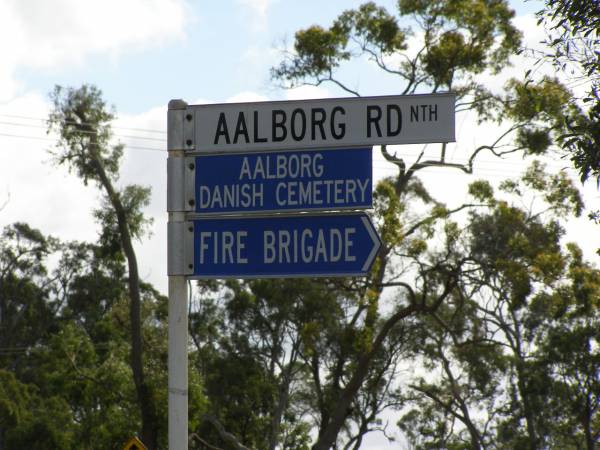 AALBORG RD NTH
AALBORG
DANISH CEMETERY
FIRE BRIGADE